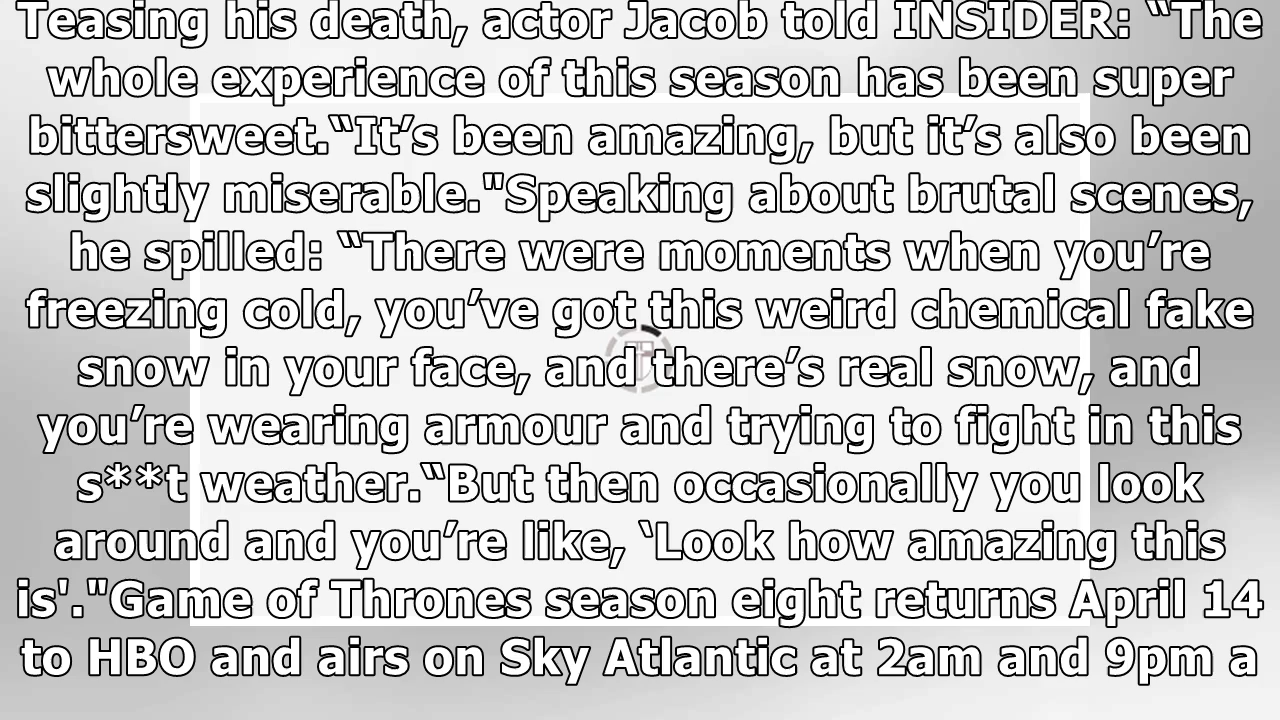 Teasing his death, actor Jacob told INSIDER: “The
whole experience of this season has been super
bittersweet.“It’s been amazing, but it’s also been
slightly miserable."Speaking about brutal scenes,
he spilled: “There were moments when you’re
freezing cold, you’ve got this weird chemical fake
snow in your face, and there’s real snow, and
you’re wearing armour and trying to fight in this
s**t weather.“But then occasionally you look
around and you’re like, ‘Look how amazing this
is'."Game of Thrones season eight returns April 14
to HBO and airs on Sky Atlantic at 2am and 9pm a